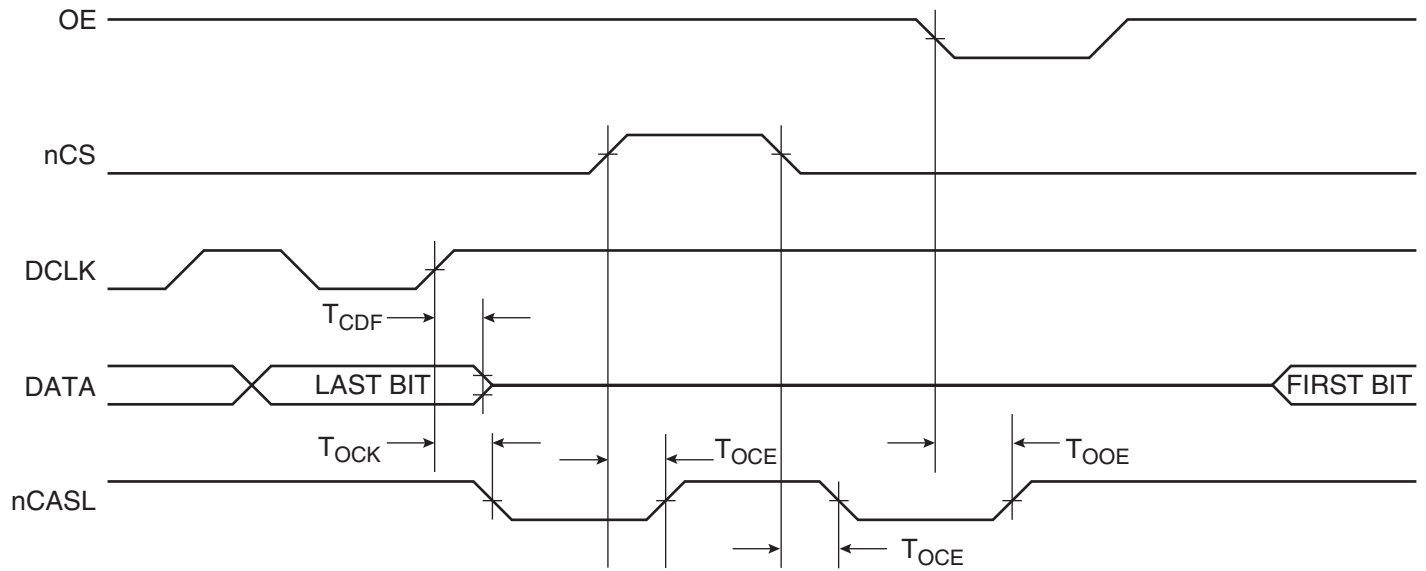 OE
nCS
DCLK
TCDF
DATA
LAST BIT
FIRST BIT
TOCK
TOCE
TOOE
nCASL
TOCE